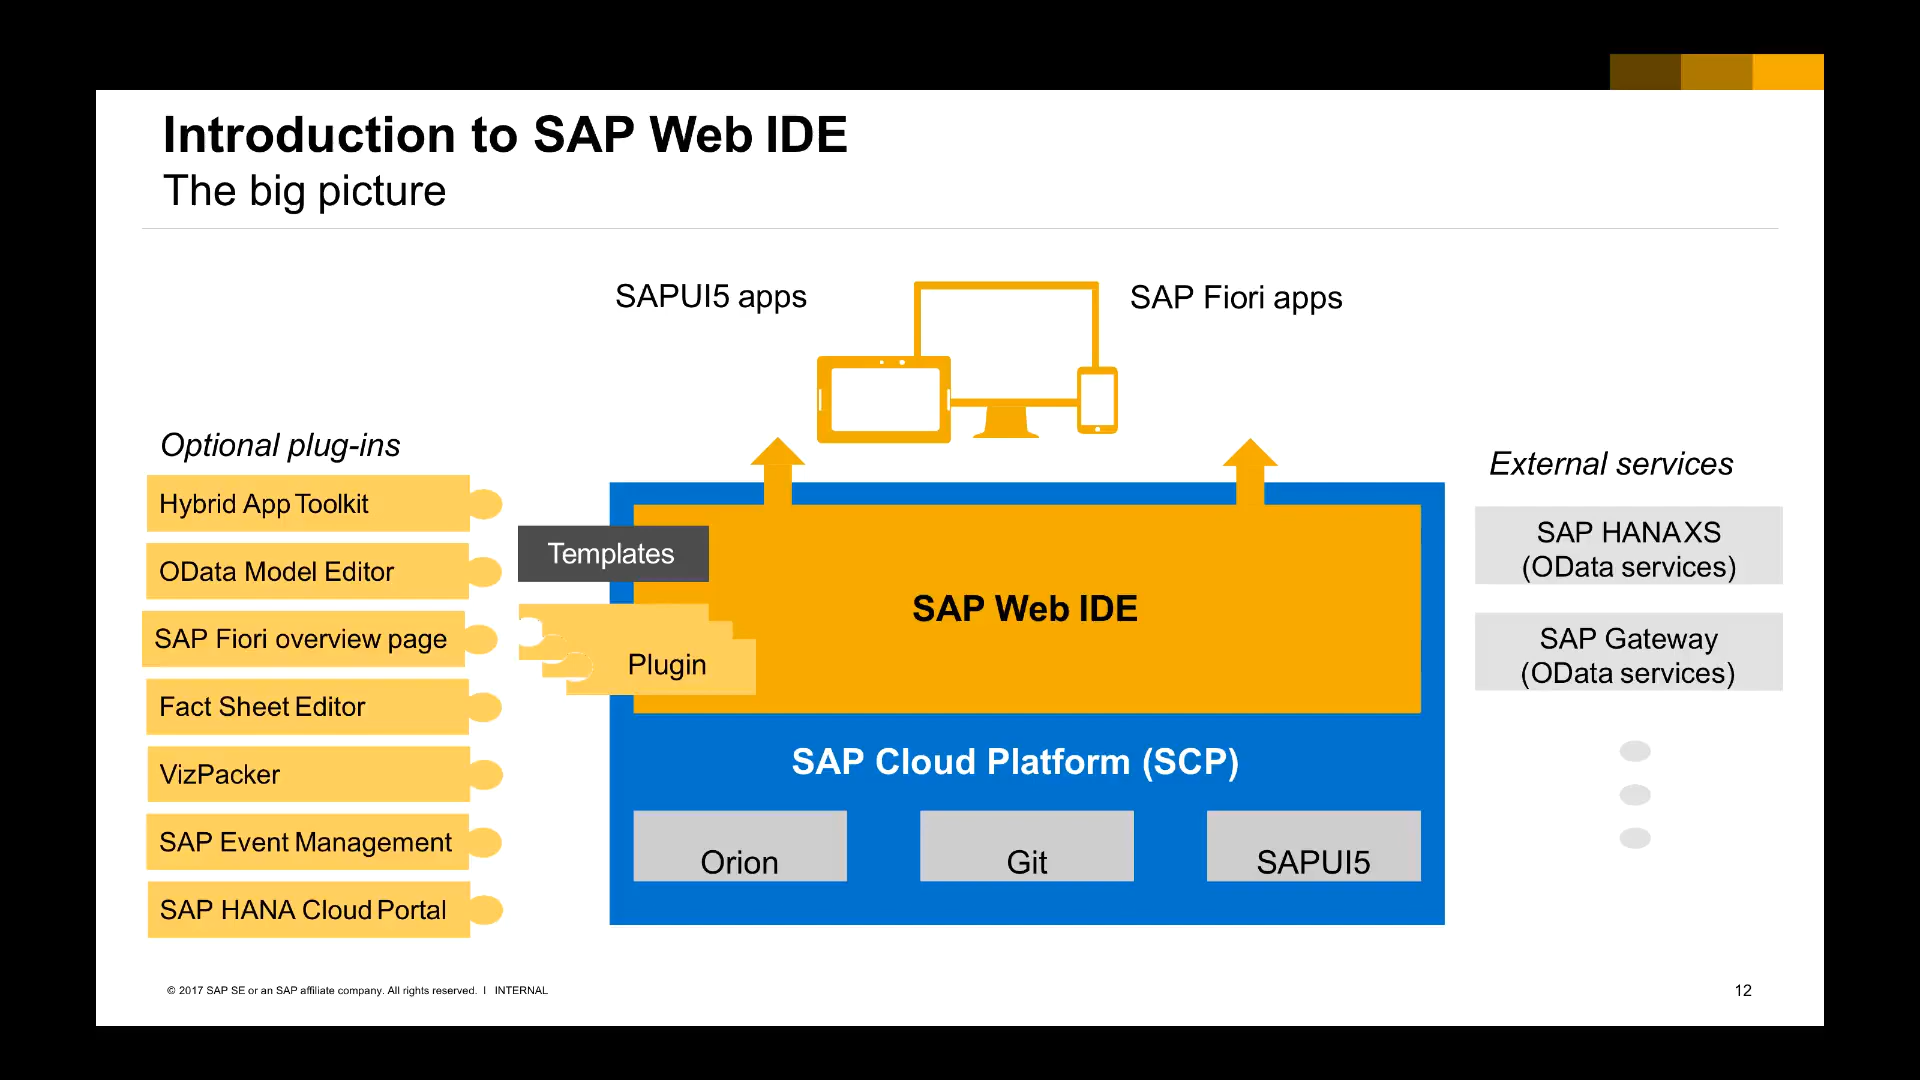 Introduction to SAP Web IDE
The big picture
SAPUI5 apps
SAP Fiori apps
Optional plug-ins
Hybrid App Toolkit
OData Model Editor
SAP Fiori overview page
Fact Sheet Editor
VizPacker
SAP Event Management
SAP HANA Cloud Portal
Templates
Plugin
SAP Web IDE
SAP Cloud Platform (SCP)
Orion
Git
SAPUI5
External services
SAP HANA XS
(OData services)
SAP Gateway
(OData services)
© 2017 SAP SE or an SAP affiliate company. All rights reserved. I INTERNAL
12